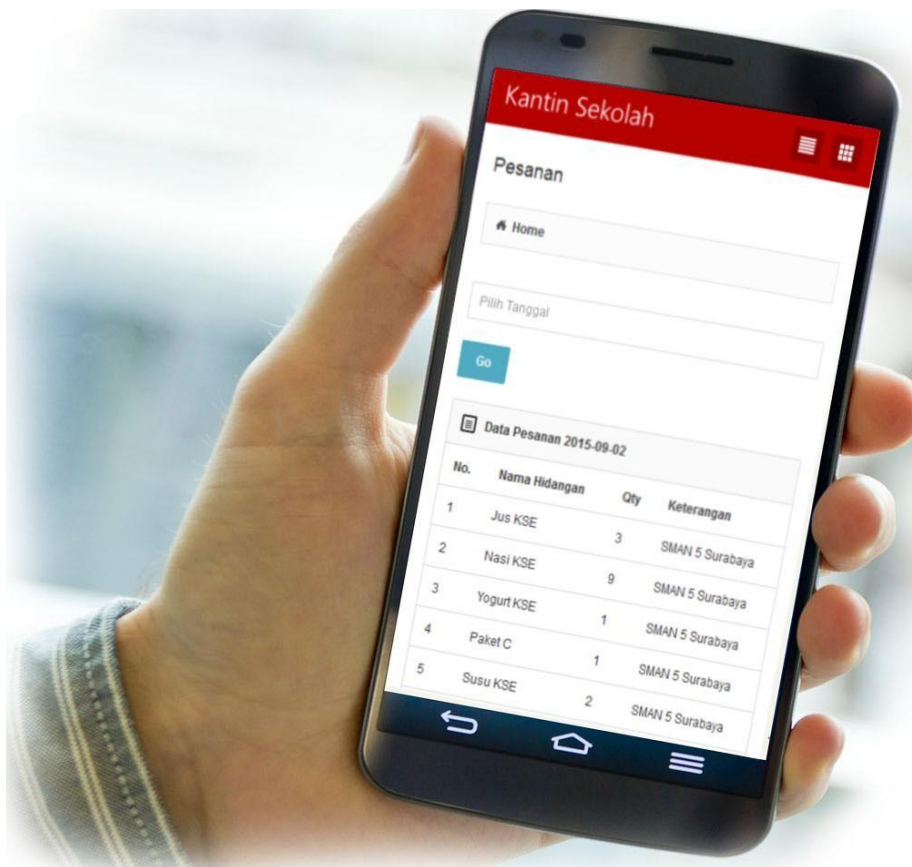 Kantin Sekolah
Pesanan
Home
Pilih Tanggal
Go
Data Pesanan 2015-09-02
No. Nama Hidangan Qty Keterangan
1 Jus KSE 3 SMAN 5 Surabaya
2 Nasi KSE 9 SMAN 5 Surabaya
3 Yogurt KSE 1 SMAN 5 Surabaya
4 Paket C 1 SMAN 5 Surabaya
5 Susu KSE 2 SMAN 5 Surabaya